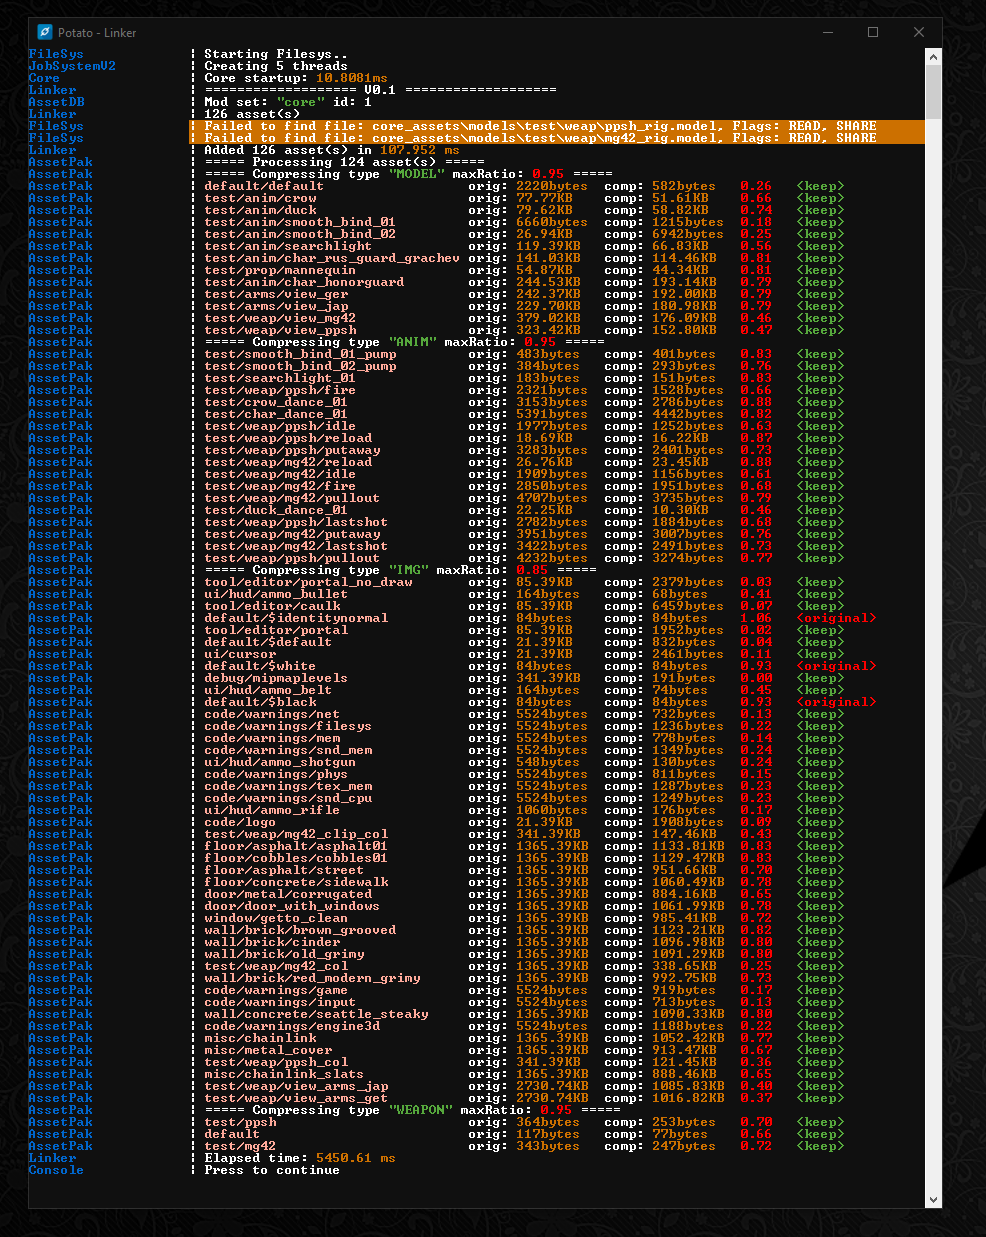 Potato - Linker
FileSys | Starting Filesys..
JobSystemV2 | Creating 5 threads
Core | Core startup: 10.8081ms
Linker | =================== V0.1 ===================
AssetDB | Mod set: "core" id: 1
Linker | 126 asset(s)
FileSys | Failed to find file: core_assets\models\test\weap\ppsh_rig.model, Flags: READ, SHARE
FileSys | Failed to find file: core_assets\models\test\weap\mg42_rig.model, Flags: READ, SHARE
Linker | Added 126 asset(s) in 107.952 ms
AssetPak | ===== Processing 124 asset(s) =====
AssetPak | ===== Compressing type "MODEL" maxRatio: 0.95 =====
AssetPak | default/default orig: 2220bytes comp: 582bytes 0.26 <keep>
AssetPak | test/anim/crow orig: 77.77KB comp: 51.61KB 0.66 <keep>
AssetPak | test/anim/duck orig: 79.62KB comp: 58.82KB 0.74 <keep>
AssetPak | test/anim/smooth_bind_01 orig: 6660bytes comp: 1215bytes 0.18 <keep>
AssetPak | test/anim/smooth_bind_02 orig: 26.94KB comp: 6942bytes 0.25 <keep>
AssetPak | test/anim/searchlight orig: 119.39KB comp: 66.83KB 0.56 <keep>
AssetPak | test/anim/char_rus_guard_grachev orig: 141.03KB comp: 114.46KB 0.81 <keep>
AssetPak | test/prop/mannequin orig: 54.87KB comp: 44.34KB 0.81 <keep>
AssetPak | test/anim/char_honorguard orig: 244.53KB comp: 193.14KB 0.79 <keep>
AssetPak | test/arms/view_ger orig: 242.37KB comp: 192.00KB 0.79 <keep>
AssetPak | test/arms/view_jap orig: 229.70KB comp: 180.98KB 0.79 <keep>
AssetPak | test/weap/view_mg42 orig: 379.02KB comp: 176.09KB 0.46 <keep>
AssetPak | test/weap/view_ppsh orig: 323.42KB comp: 152.80KB 0.47 <keep>
AssetPak | ===== Compressing type "ANIM" maxRatio: 0.95 =====
AssetPak | test/smooth_bind_01_pump orig: 483bytes comp: 401bytes 0.83 <keep>
AssetPak | test/smooth_bind_02_pump orig: 384bytes comp: 293bytes 0.76 <keep>
AssetPak | test/searchlight_01 orig: 183bytes comp: 151bytes 0.83 <keep>
AssetPak | test/weap/ppsh/fire orig: 2321bytes comp: 1528bytes 0.66 <keep>
AssetPak | test/crow_dance_01 orig: 3153bytes comp: 2786bytes 0.88 <keep>
AssetPak | test/char_dance_01 orig: 5391bytes comp: 4442bytes 0.82 <keep>
AssetPak | test/weap/ppsh/idle orig: 1977bytes comp: 1252bytes 0.63 <keep>
AssetPak | test/weap/ppsh/reload orig: 18.69KB comp: 16.22KB 0.87 <keep>
AssetPak | test/weap/ppsh/putaway orig: 3283bytes comp: 2401bytes 0.73 <keep>
AssetPak | test/weap/mg42/reload orig: 26.76KB comp: 23.45KB 0.88 <keep>
AssetPak | test/weap/mg42/idle orig: 1909bytes comp: 1156bytes 0.61 <keep>
AssetPak | test/weap/mg42/fire orig: 2850bytes comp: 1951bytes 0.68 <keep>
AssetPak | test/weap/mg42/pullout orig: 4707bytes comp: 3735bytes 0.79 <keep>
AssetPak | test/duck_dance_01 orig: 22.25KB comp: 10.30KB 0.46 <keep>
AssetPak | test/weap/ppsh/lastshot orig: 2782bytes comp: 1884bytes 0.68 <keep>
AssetPak | test/weap/mg42/putaway orig: 3951bytes comp: 3007bytes 0.76 <keep>
AssetPak | test/weap/mg42/lastshot orig: 3422bytes comp: 2491bytes 0.73 <keep>
AssetPak | test/weap/ppsh/pullout orig: 4232bytes comp: 3274bytes 0.77 <keep>
AssetPak | ===== Compressing type "IMG" maxRatio: 0.85 =====
AssetPak | tool/editor/portal_no_draw orig: 85.39KB comp: 2379bytes 0.03 <keep>
AssetPak | ui/hud/ammo_bullet orig: 164bytes comp: 68bytes 0.41 <keep>
AssetPak | tool/editor/caulk orig: 85.39KB comp: 6459bytes 0.07 <keep>
AssetPak | default/$identitynormal orig: 84bytes comp: 84bytes 1.06 <original>
AssetPak | tool/editor/portal orig: 85.39KB comp: 1952bytes 0.02 <keep>
AssetPak | default/$default orig: 21.39KB comp: 832bytes 0.04 <keep>
AssetPak | ui/cursor orig: 21.39KB comp: 2461bytes 0.11 <keep>
AssetPak | default/$white orig: 84bytes comp: 84bytes 0.93 <original>
AssetPak | debug/mipmaplevels orig: 341.39KB comp: 191bytes 0.00 <keep>
AssetPak | ui/hud/ammo_belt orig: 164bytes comp: 74bytes 0.45 <keep>
AssetPak | default/$black orig: 84bytes comp: 84bytes 0.93 <original>
AssetPak | code/warnings/net orig: 5524bytes comp: 732bytes 0.13 <keep>
AssetPak | code/warnings/filesys orig: 5524bytes comp: 1236bytes 0.22 <keep>
AssetPak | code/warnings/mem orig: 5524bytes comp: 778bytes 0.14 <keep>
AssetPak | code/warnings/snd_mem orig: 5524bytes comp: 1349bytes 0.24 <keep>
AssetPak | ui/hud/ammo_shotgun orig: 548bytes comp: 130bytes 0.24 <keep>
AssetPak | code/warnings/phys orig: 5524bytes comp: 811bytes 0.15 <keep>
AssetPak | code/warnings/tex_mem orig: 5524bytes comp: 1287bytes 0.23 <keep>
AssetPak | code/warnings/snd_cpu orig: 5524bytes comp: 1249bytes 0.23 <keep>
AssetPak | ui/hud/ammo_rifle orig: 1060bytes comp: 176bytes 0.17 <keep>
AssetPak | code/logo orig: 21.39KB comp: 1908bytes 0.09 <keep>
AssetPak | test/weap/mg42_clip_col orig: 341.39KB comp: 147.46KB 0.43 <keep>
AssetPak | floor/asphalt/asphalt01 orig: 1365.39KB comp: 1133.81KB 0.83 <keep>
AssetPak | floor/cobbles/cobbles01 orig: 1365.39KB comp: 1129.47KB 0.83 <keep>
AssetPak | floor/asphalt/street orig: 1365.39KB comp: 951.66KB 0.70 <keep>
AssetPak | floor/concrete/sidewalk orig: 1365.39KB comp: 1060.49KB 0.78 <keep>
AssetPak | door/metal/corrugated orig: 1365.39KB comp: 884.16KB 0.65 <keep>
AssetPak | door/door_with_windows orig: 1365.39KB comp: 1061.99KB 0.78 <keep>
AssetPak | window/getto_clean orig: 1365.39KB comp: 985.41KB 0.72 <keep>
AssetPak | wall/brick/brown_grooved orig: 1365.39KB comp: 1123.21KB 0.82 <keep>
AssetPak | wall/brick/cinder orig: 1365.39KB comp: 1096.98KB 0.80 <keep>
AssetPak | wall/brick/old_grimy orig: 1365.39KB comp: 1091.29KB 0.80 <keep>
AssetPak | test/weap/mg42_col orig: 1365.39KB comp: 338.65KB 0.25 <keep>
AssetPak | wall/brick/red_modern_grimy orig: 1365.39KB comp: 992.75KB 0.73 <keep>
AssetPak | code/warnings/game orig: 5524bytes comp: 919bytes 0.17 <keep>
AssetPak | code/warnings/input orig: 5524bytes comp: 713bytes 0.13 <keep>
AssetPak | wall/concrete/seattle_steaky orig: 1365.39KB comp: 1090.33KB 0.80 <keep>
AssetPak | code/warnings/engine3d orig: 5524bytes comp: 1188bytes 0.22 <keep>
AssetPak | misc/chainlink orig: 1365.39KB comp: 1052.42KB 0.77 <keep>
AssetPak | misc/metal_cover orig: 1365.39KB comp: 913.47KB 0.67 <keep>
AssetPak | test/weap/ppsh_col orig: 341.39KB comp: 121.45KB 0.36 <keep>
AssetPak | misc/chainlink_slats orig: 1365.39KB comp: 888.46KB 0.65 <keep>
AssetPak | test/weap/view_arms_jap orig: 2730.74KB comp: 1085.83KB 0.40 <keep>
AssetPak | test/weap/view_arms_get orig: 2730.74KB comp: 1016.82KB 0.37 <keep>
AssetPak | ===== Compressing type "WEAPON" maxRatio: 0.95 =====
AssetPak | test/ppsh orig: 364bytes comp: 253bytes 0.70 <keep>
AssetPak | default orig: 117bytes comp: 77bytes 0.66 <keep>
AssetPak | test/mg42 orig: 343bytes comp: 247bytes 0.72 <keep>
Linker | Elapsed time: 5450.61 ms
Console | Press to continue